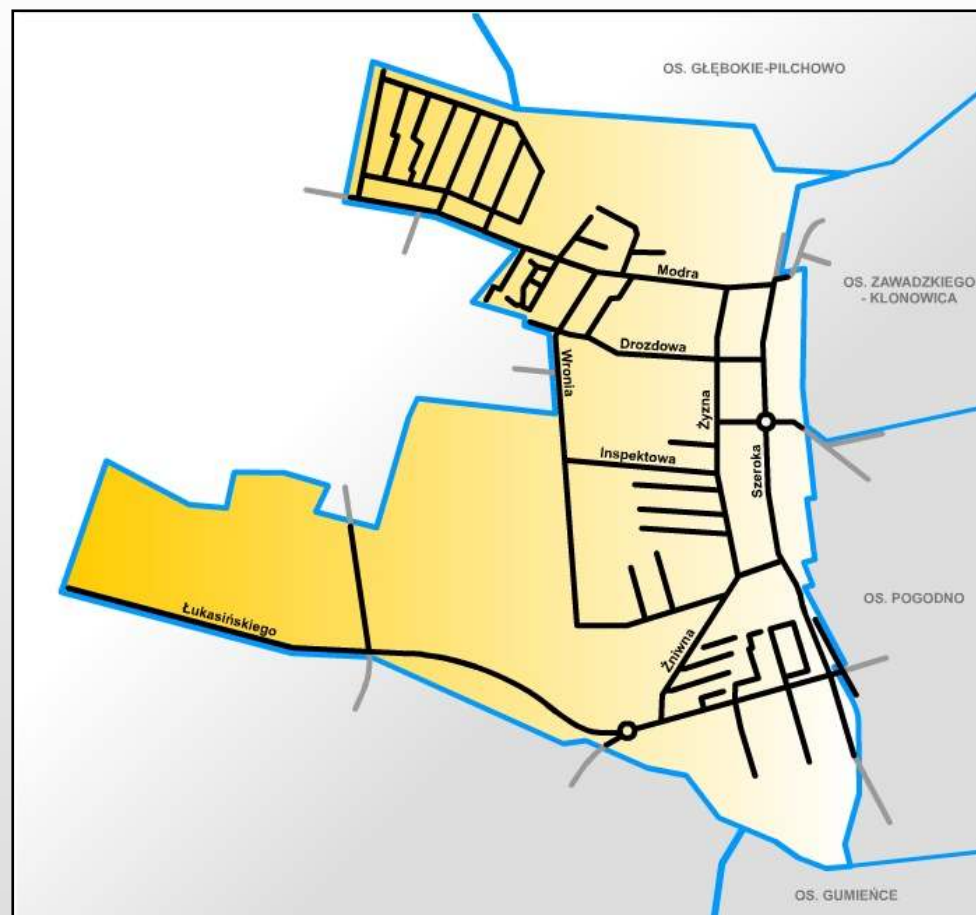 OS. GŁĘBOKIE-PILCHOWO
Modra
OS. ZAWADZKIEGO
- KLONOWICA
Drozdowa
Wronia
Żyzna
Inspektowa
Szeroka
OS. POGODNO
Łukasińskiego
Żniwna
OS. GUMIEŃCE